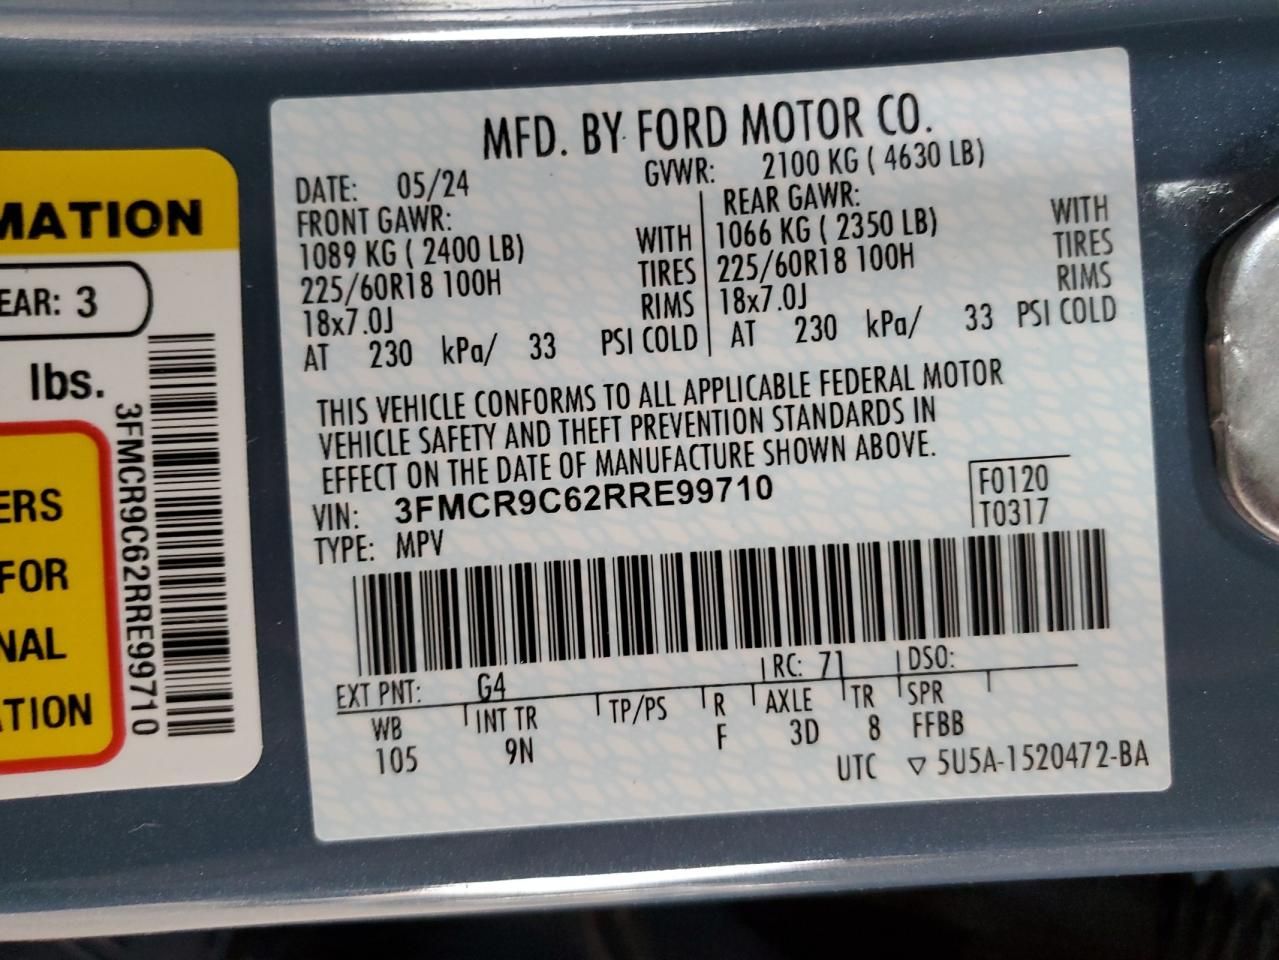 MATION
EAR: 3
lbs.
ERS
FOR
NAL
ATION
3FMCR9C62RRE99710
MFD. BY FORD MOTOR CO.
DATE: 05/24 GVWR: 2100 KG ( 4630 LB)
FRONT GAWR: REAR GAWR:
1089 KG ( 2400 LB) WITH 1066 KG ( 2350 LB) WITH
225/60R18 100H TIRES 225/60R18 100H TIRES
18x7.0J RIMS 18x7.0J RIMS
AT 230 kPa/ 33 PSI COLD AT 230 kPa/ 33 PSI COLD
THIS VEHICLE CONFORMS TO ALL APPLICABLE FEDERAL MOTOR
VEHICLE SAFETY AND THEFT PREVENTION STANDARDS IN
EFFECT ON THE DATE OF MANUFACTURE SHOWN ABOVE.
VIN: 3FMCR9C62RRE99710 F0120
TYPE: MPV T0317
EXT PNT: G4 RC: 71 DSO:
WB INT TR TP/PS R AXLE TR SPR
105 9N F 3D 8 FFBB
UTC ▽ 5U5A-1520472-BA